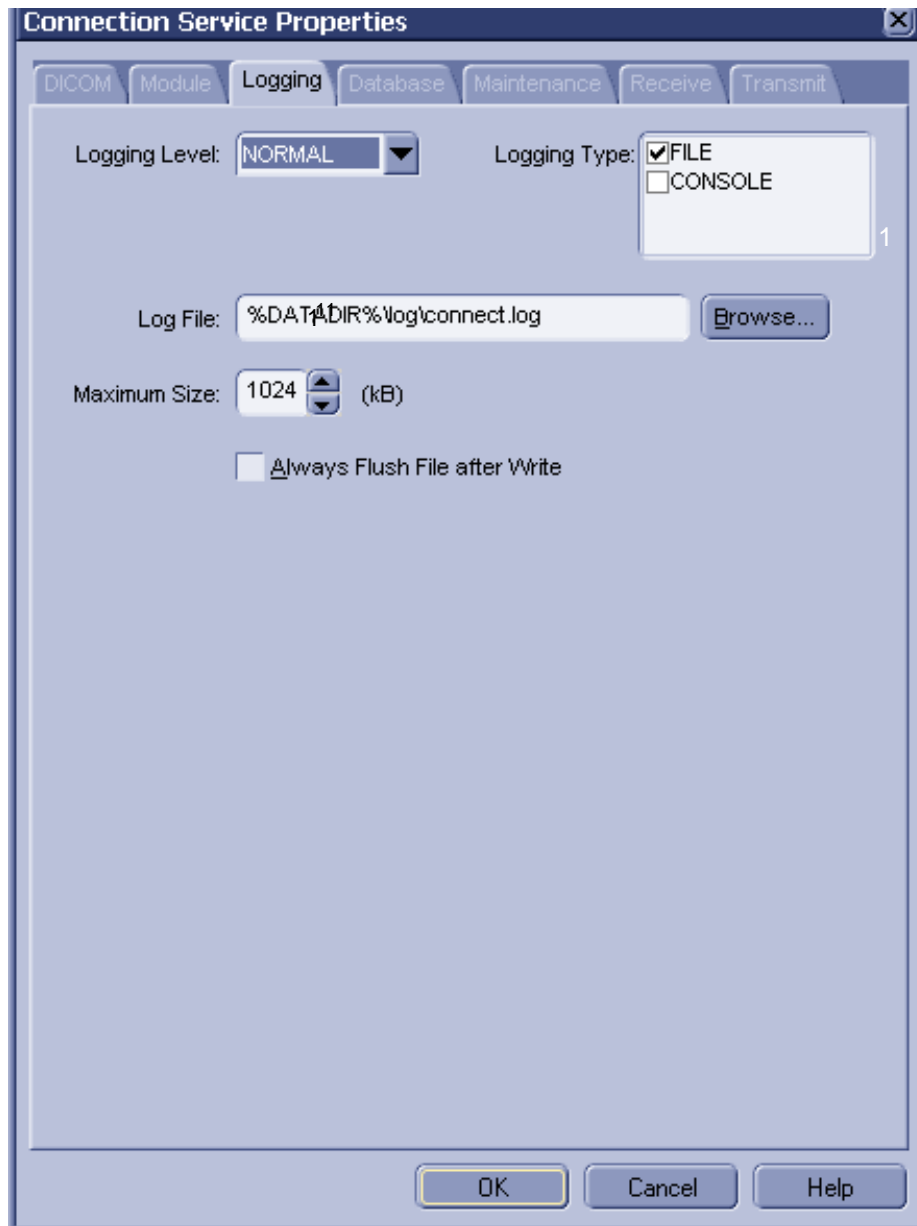 Connection Service Properties
DICOM Module Logging Database Maintenance Receive Transmit
Logging Level: NORMAL Logging Type: FILE
CONSOLE
1
Log File: %DATADIR%\log\connect.log Browse...
Maximum Size: 1024 (kB)
Always Flush File after Write
OK Cancel Help